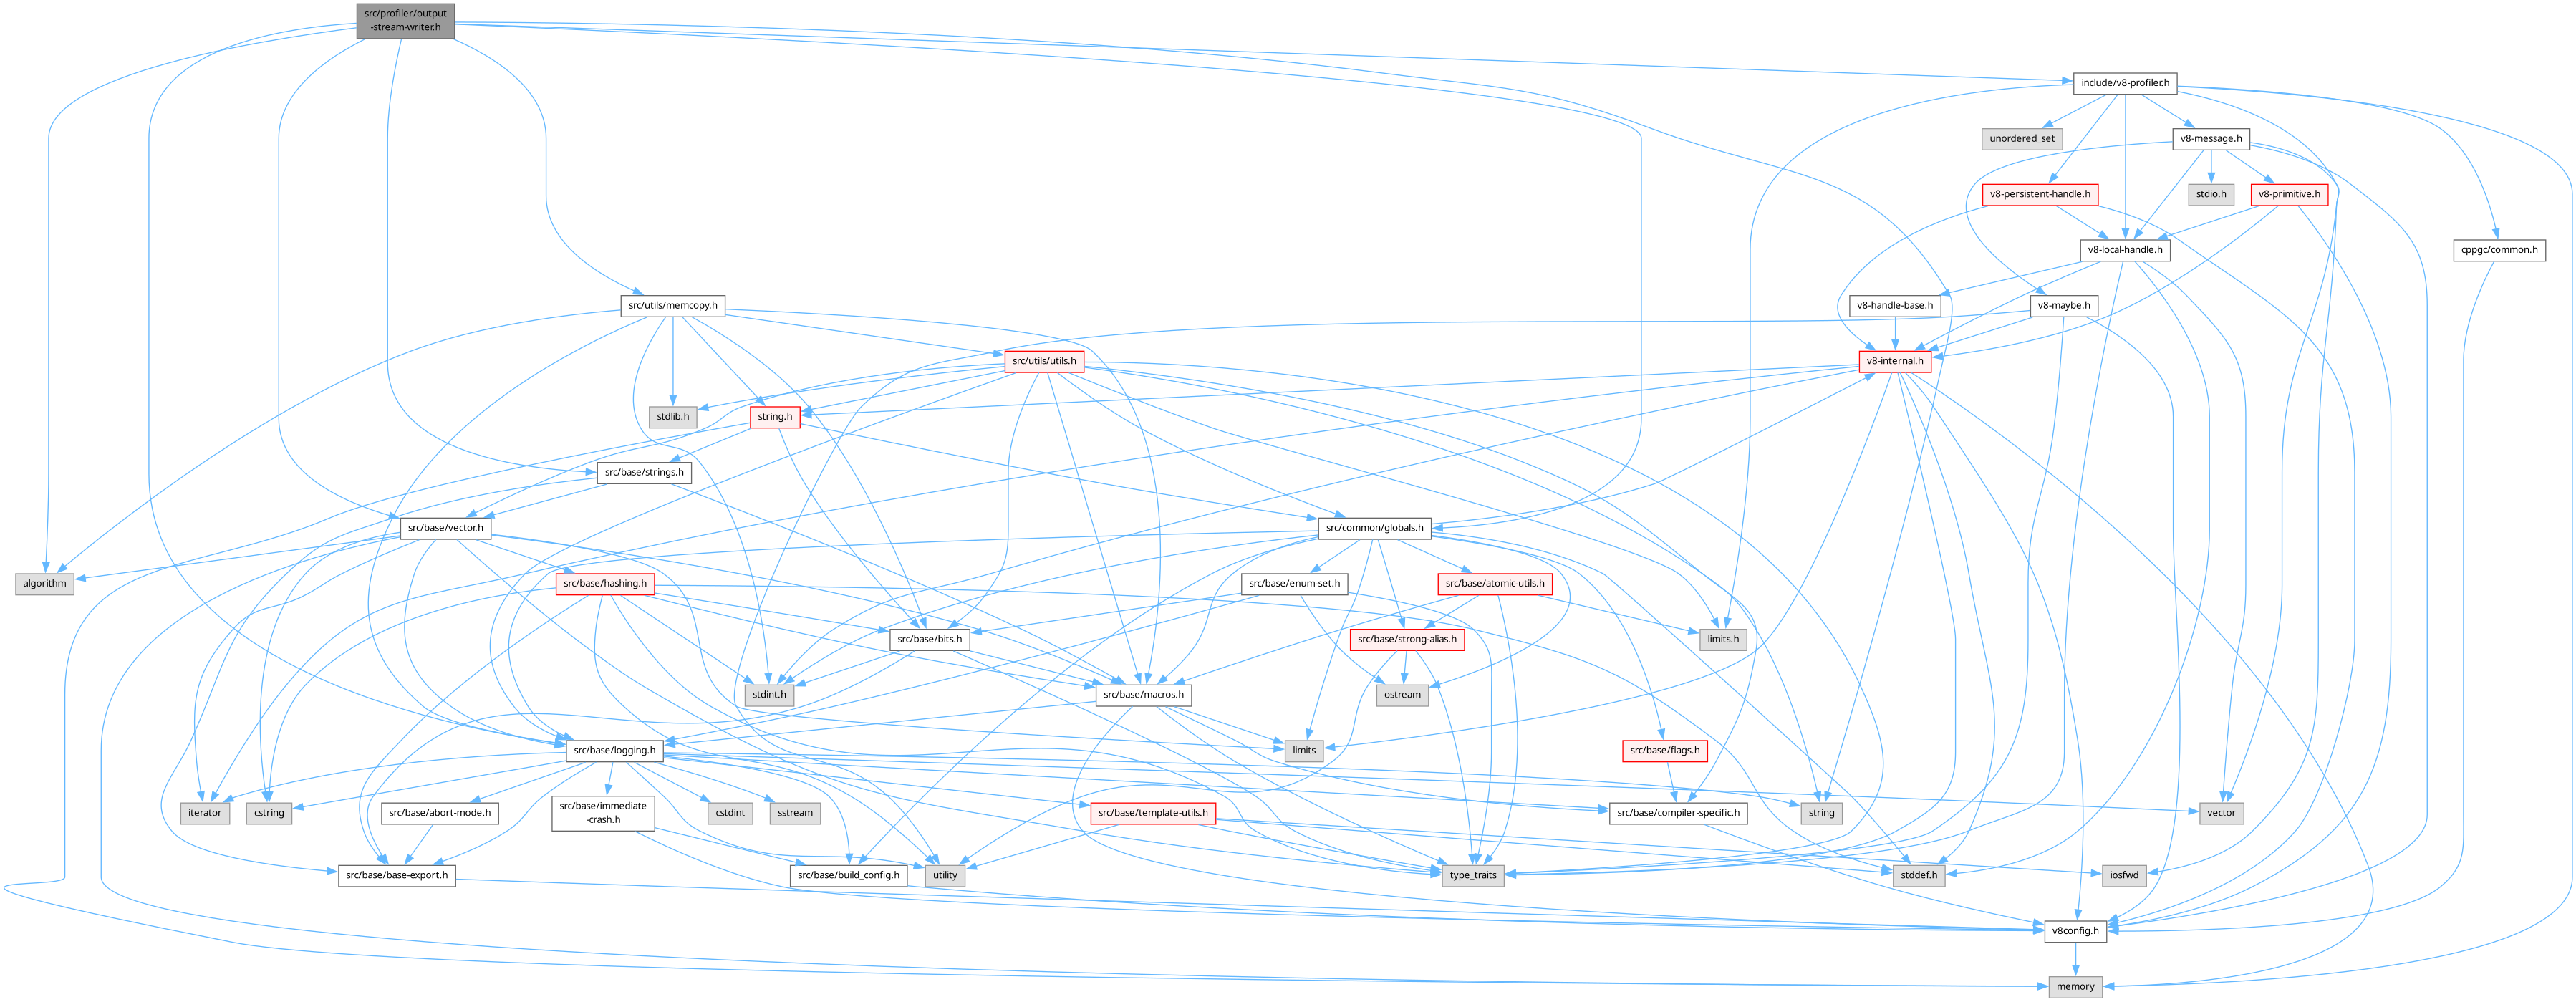 src/profiler/output
-stream-writer.h
include/v8-profiler.h
unordered_set
v8-message.h
v8-persistent-handle.h
stdio.h
v8-primitive.h
v8-local-handle.h
cppgc/common.h
src/utils/memcopy.h
v8-handle-base.h
v8-maybe.h
src/utils/utils.h
v8-internal.h
stdlib.h
string.h
src/base/strings.h
src/base/vector.h
src/common/globals.h
algorithm
src/base/hashing.h
src/base/enum-set.h
src/base/atomic-utils.h
src/base/bits.h
src/base/strong-alias.h
limits.h
stdint.h
src/base/macros.h
ostream
src/base/logging.h
limits
src/base/flags.h
iterator
cstring
src/base/abort-mode.h
src/base/immediate
-crash.h
cstdint
sstream
src/base/template-utils.h
src/base/compiler-specific.h
string
vector
src/base/base-export.h
src/base/build_config.h
utility
type_traits
stddef.h
iosfwd
v8config.h
memory